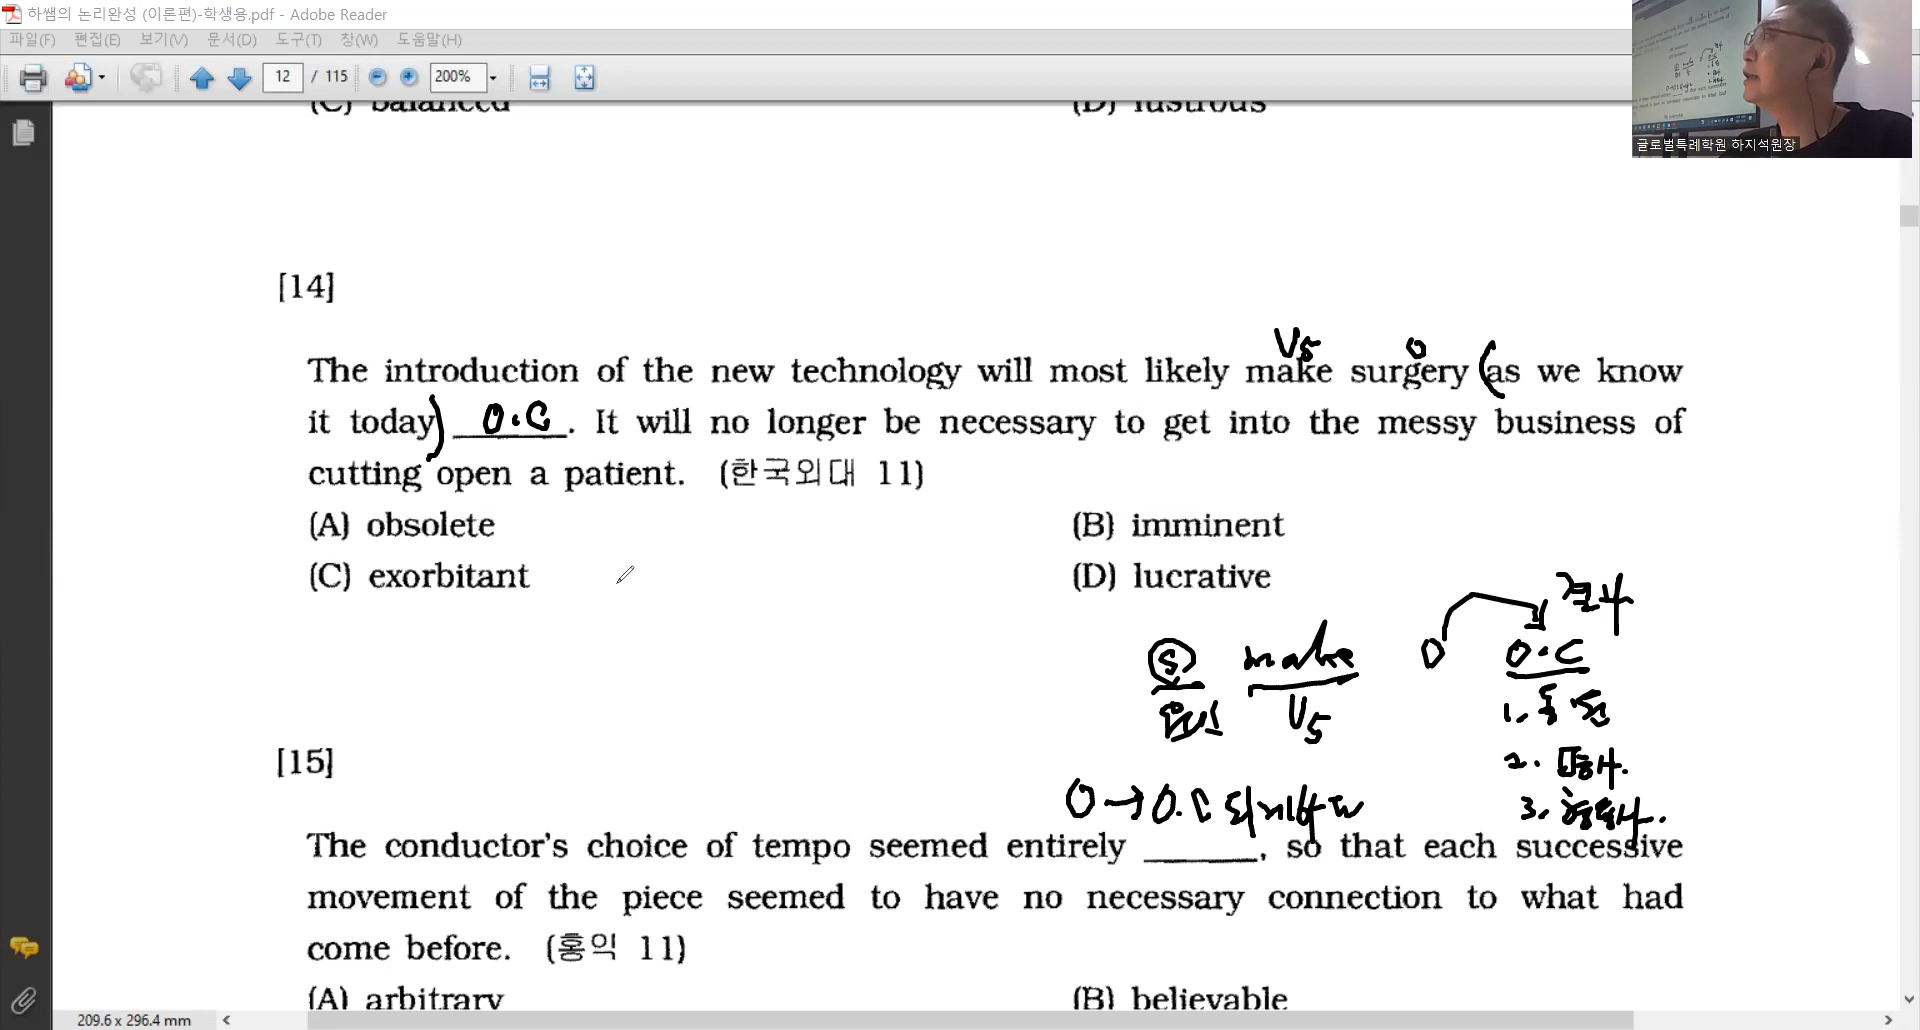 하쌤의 논리완성 (이론편)-학생용.pdf - Adobe Reader
파일(F) 편집(E) 보기(V) 문서(D) 도구(T) 창(W) 도움말(H)
12 / 115 200%
글로벌특례학원 하지석원장
(C) balanced (D) lustrous
[14]
V5 O
The introduction of the new technology will most likely make surgery (as we know
it today) O.C. It will no longer be necessary to get into the messy business of
cutting open a patient. (한국외대 11)
(A) obsolete (B) imminent
(C) exorbitant (D) lucrative
결과
S make O O.C
원인 V5 1. 동원
2. 명사.
3. 형용사.
O → O.C
[15]
The conductor's choice of tempo seemed entirely ______, so that each successive
movement of the piece seemed to have no necessary connection to what had
come before. (홍익 11)
(A) arbitrary (B) believable
209.6 x 296.4 mm